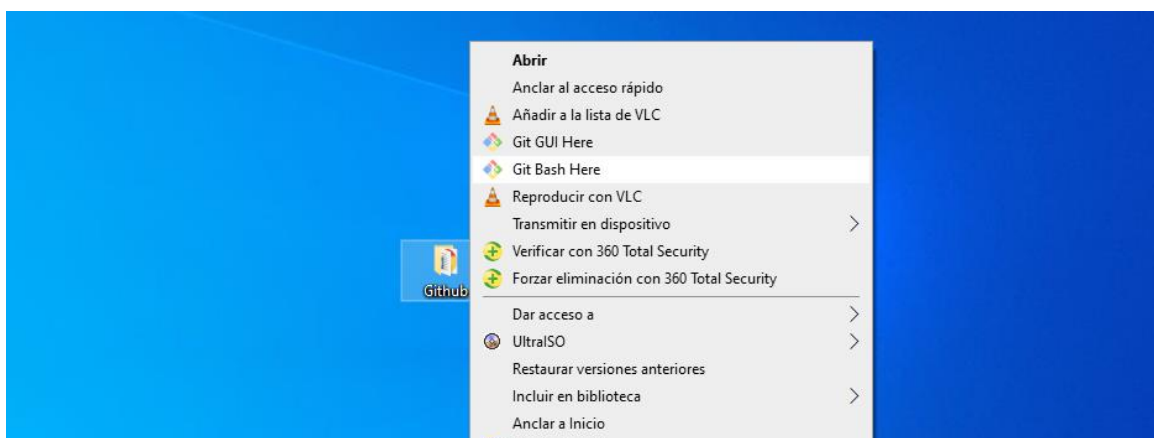 Abrir
Anclar al acceso rápido
Añadir a la lista de VLC
Git GUI Here
Git Bash Here
Reproducir con VLC
Transmitir en dispositivo
Verificar con 360 Total Security
Github
Forzar eliminación con 360 Total Security
Dar acceso a
UltraISO
Restaurar versiones anteriores
Incluir en biblioteca
Anclar a Inicio